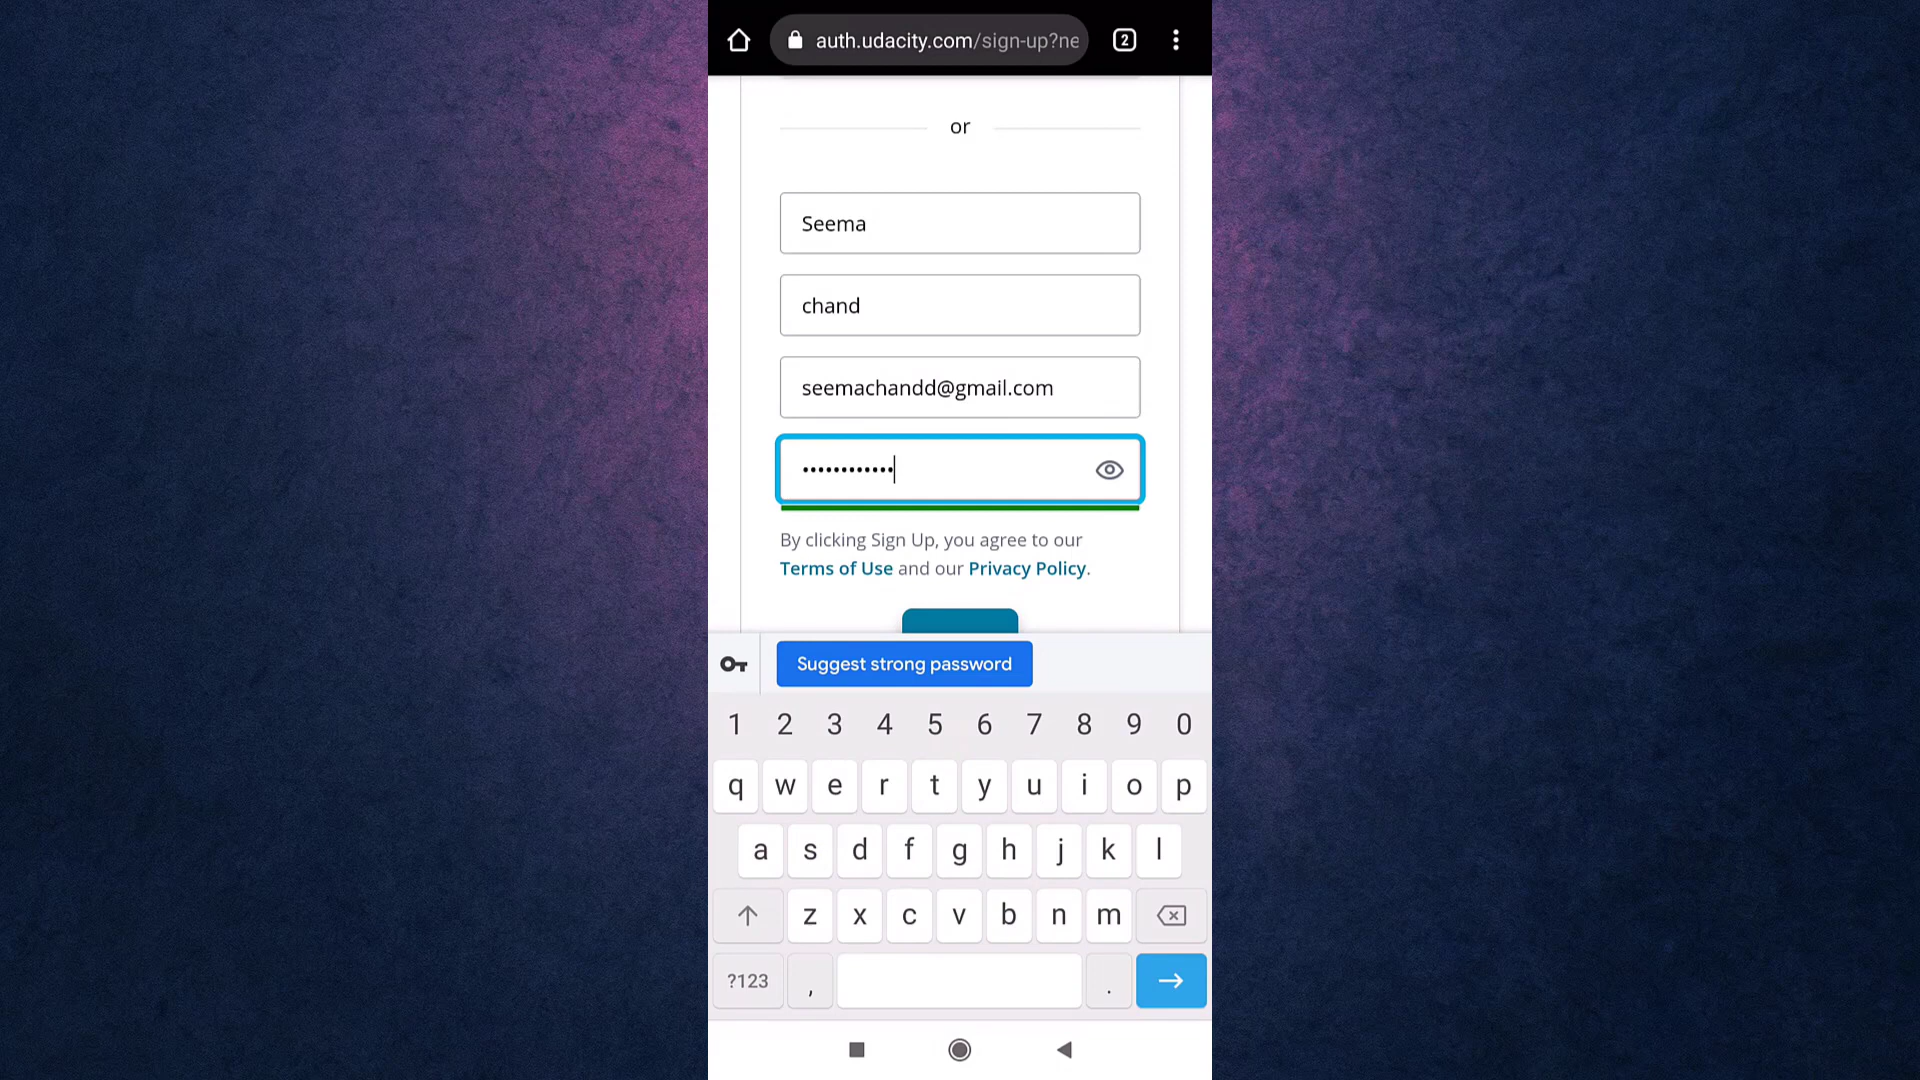 auth.udacity.com/sign-up?ne
2
or
Seema
chand
seemachandd@gmail.com
••••••••••••
By clicking Sign Up, you agree to our
Terms of Use and our Privacy Policy.
Suggest strong password
1 2 3 4 5 6 7 8 9 0
q w e r t y u i o p
a s d f g h j k l
z x c v b n m
?123 , .